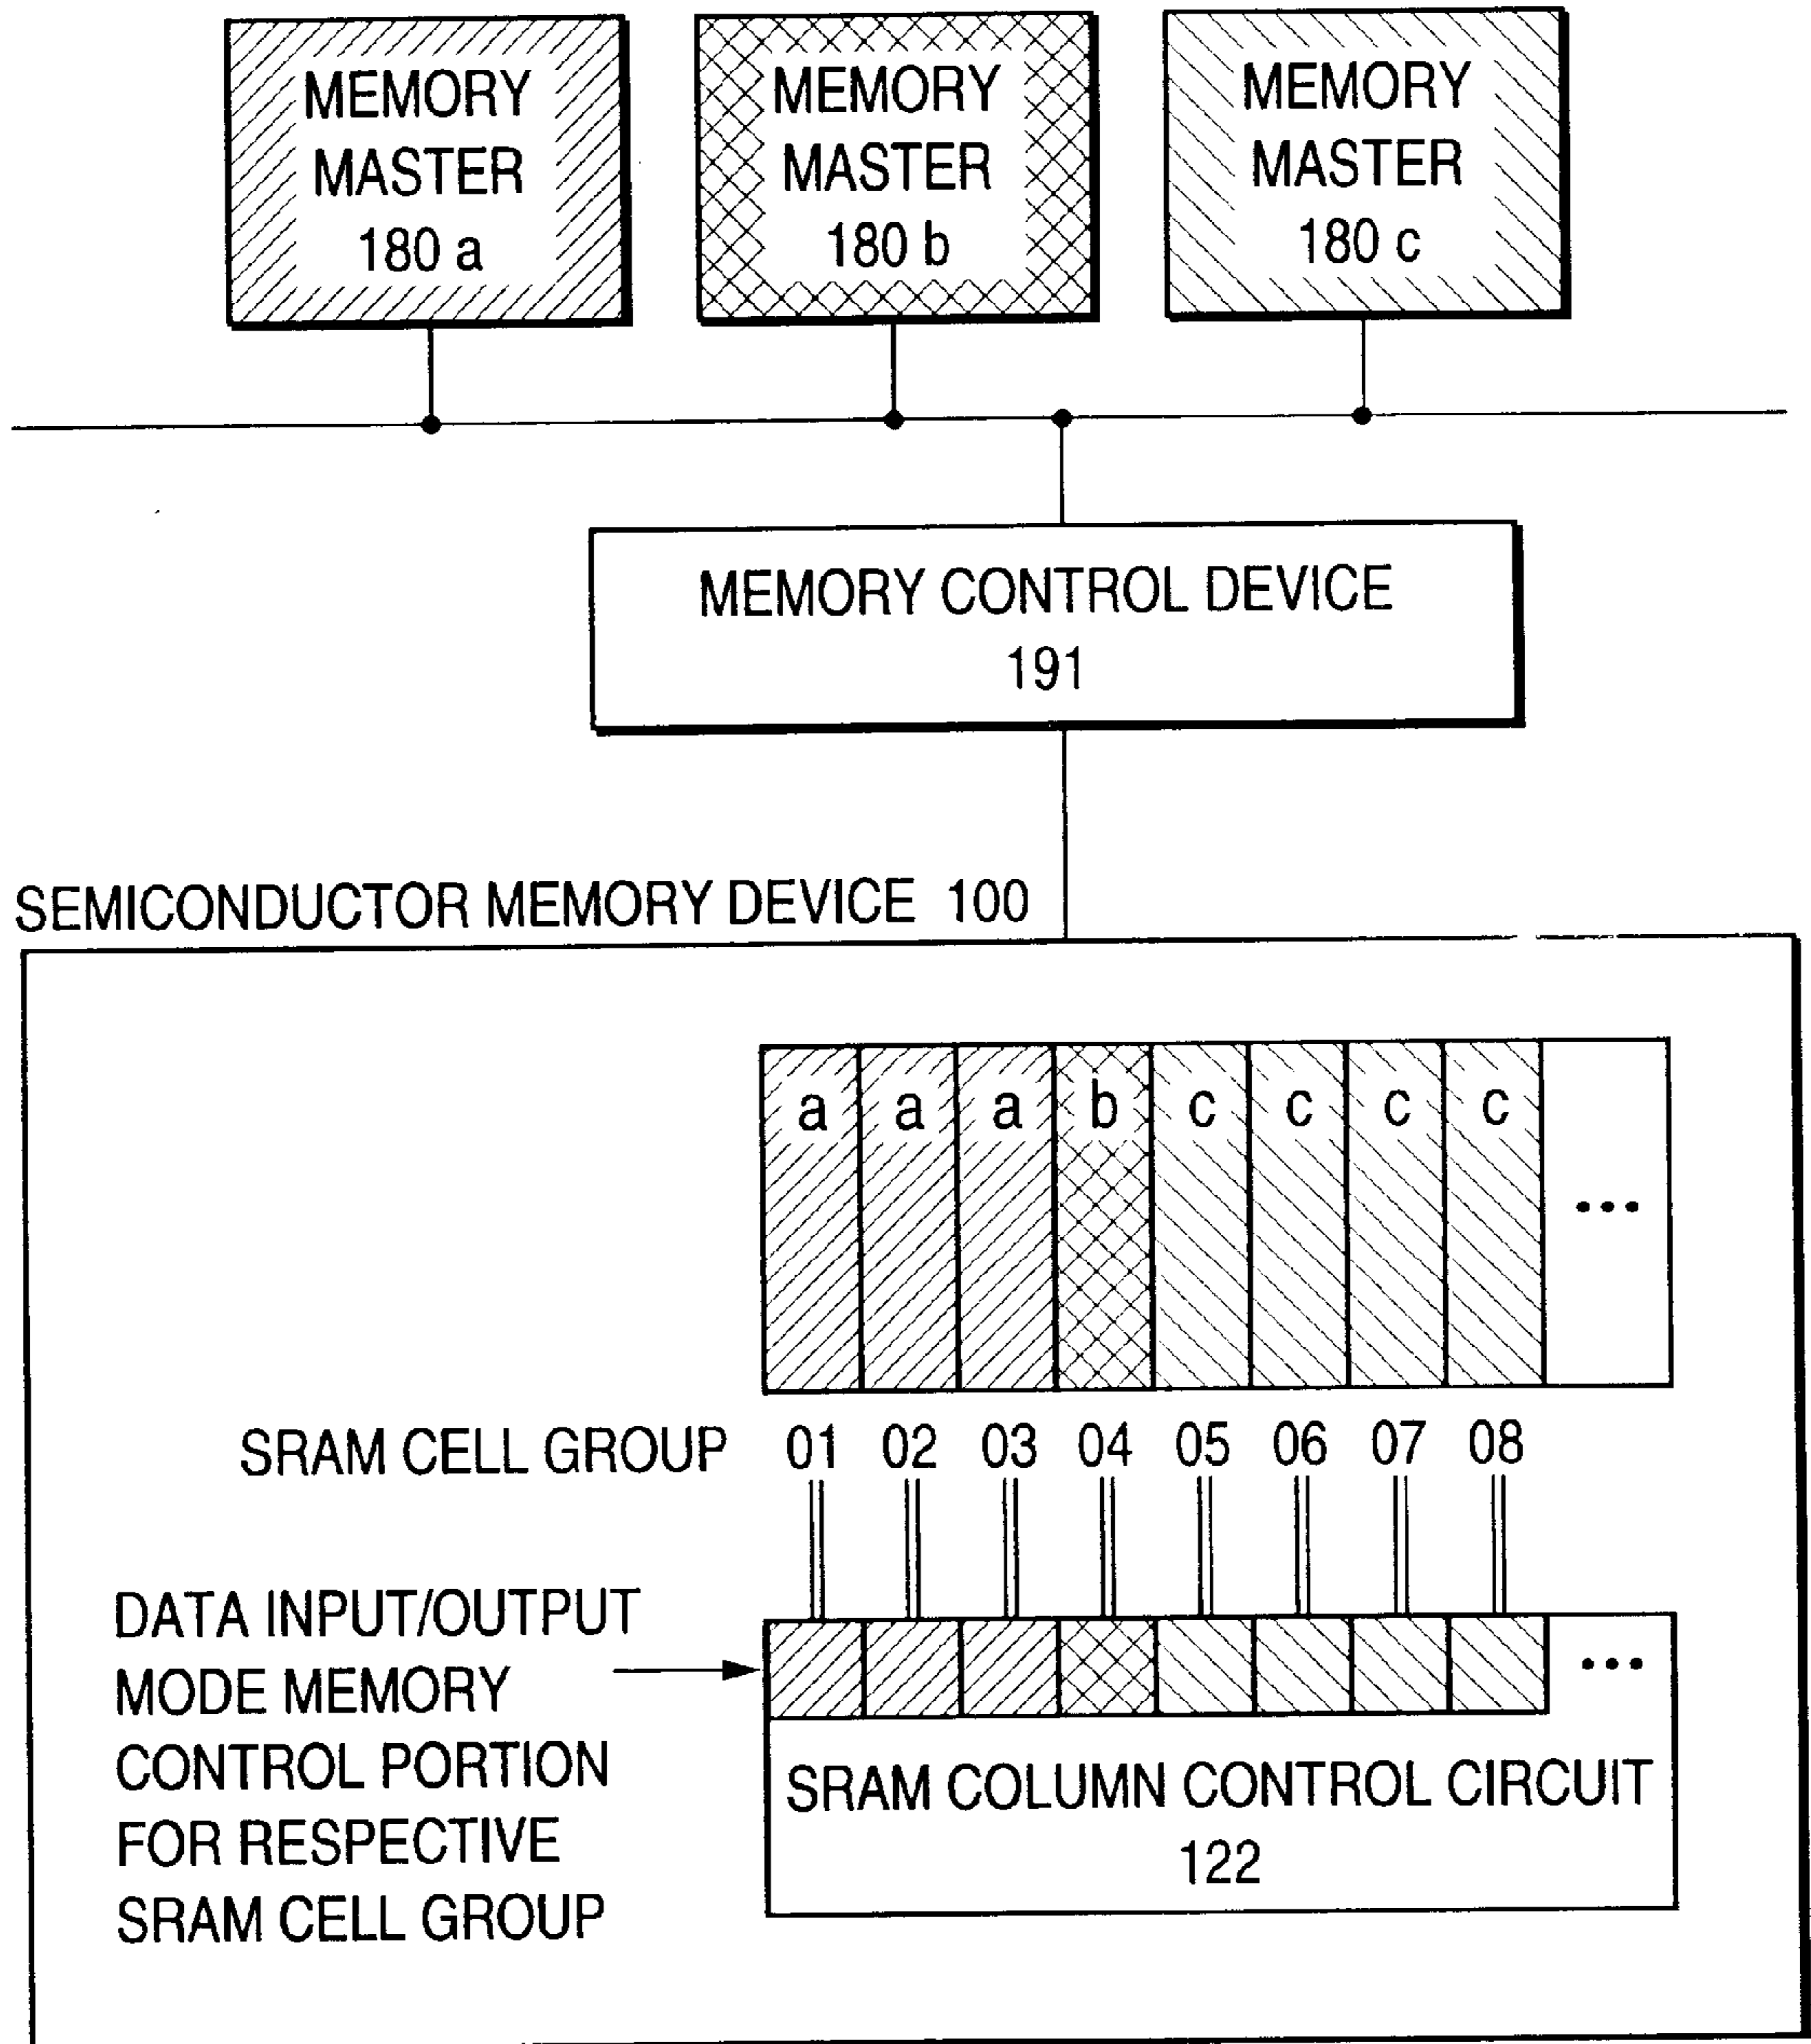 MEMORY
MASTER
180 a
MEMORY
MASTER
180 b
MEMORY
MASTER
180 c
MEMORY CONTROL DEVICE
191
SEMICONDUCTOR MEMORY DEVICE 100
a a a b c c c c ...
SRAM CELL GROUP 01 02 03 04 05 06 07 08
DATA INPUT/OUTPUT
MODE MEMORY
CONTROL PORTION
FOR RESPECTIVE
SRAM CELL GROUP
...
SRAM COLUMN CONTROL CIRCUIT
122